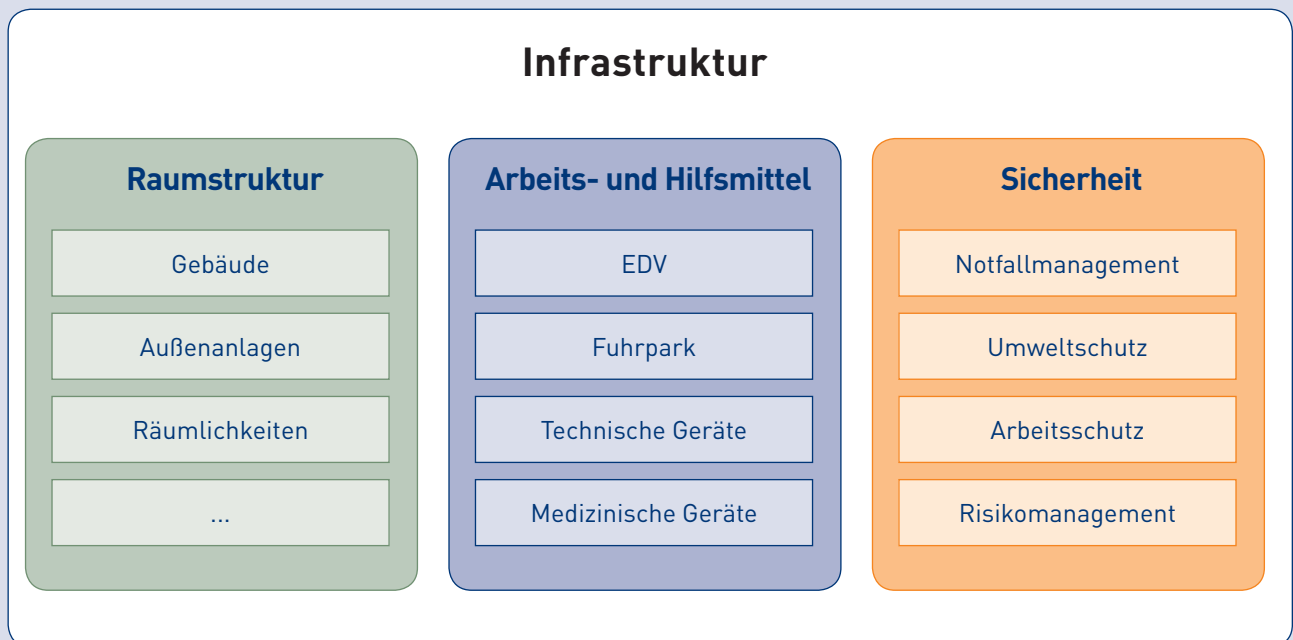 Infrastruktur
Raumstruktur
Gebäude
Außenanlagen
Räumlichkeiten
...
Arbeits- und Hilfsmittel
EDV
Fuhrpark
Technische Geräte
Medizinische Geräte
Sicherheit
Notfallmanagement
Umweltschutz
Arbeitsschutz
Risikomanagement